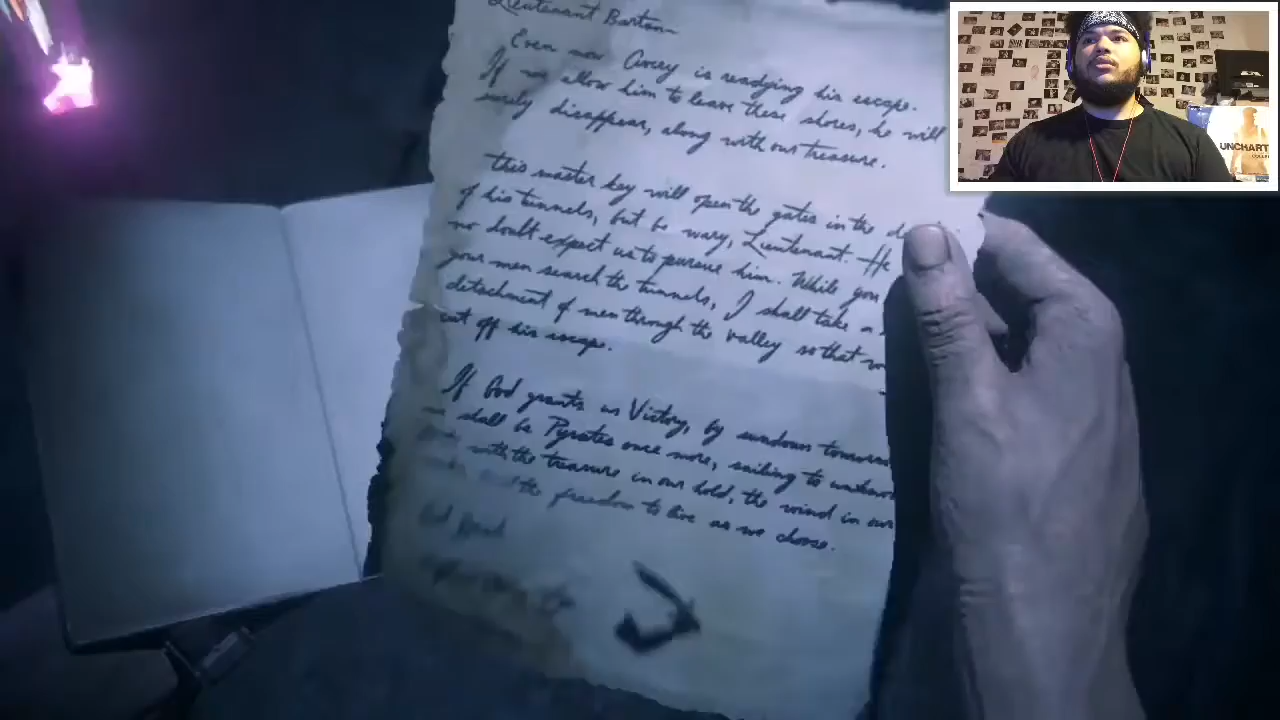 Lieutenant Barton
Even now Avery is readying his escape.
If we allow him to leave these shores, he will
surely disappear, along with our treasure.
this master key will open the gates in the
of his tunnels, but be wary, Lieutenant. He
no doubt expect us to pursue him. While you
your men search the tunnels, I shall take a
detachment of men through the valley so that
cut off his escape.
If God grants us Victory, by sundown
we shall be Pyrates once more, sailing to
with the treasure in our hold, the wind in our
and the freedom to live as we choose.
UNCHART